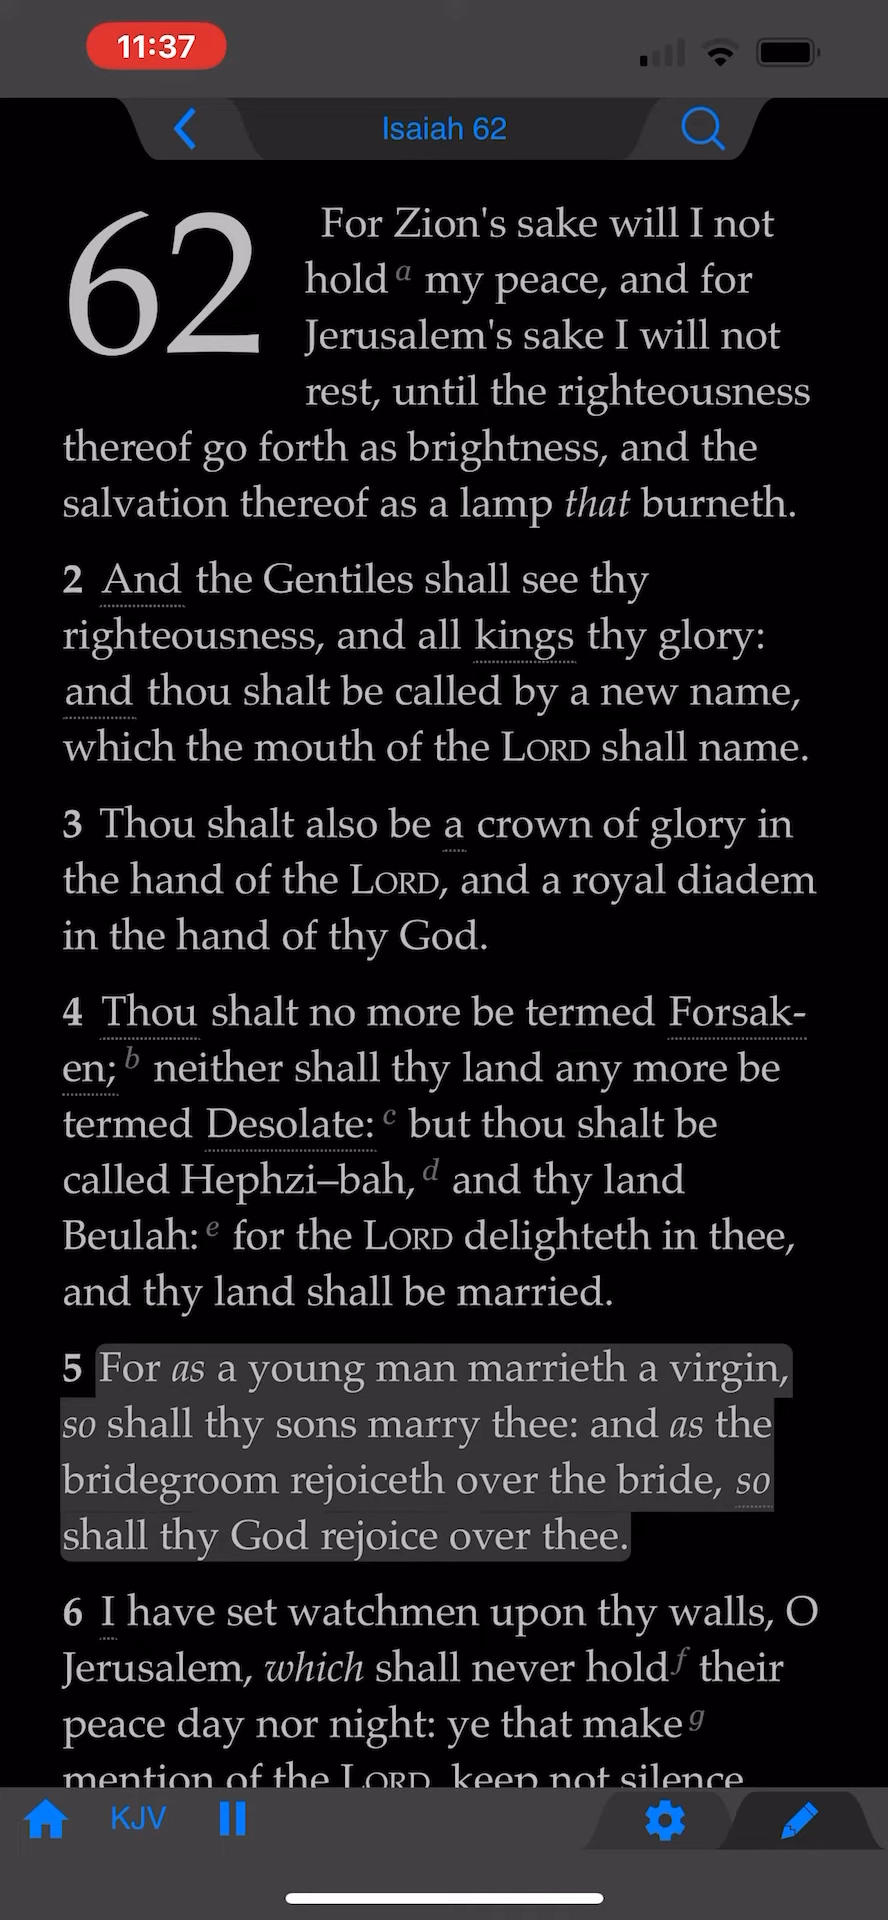 11:37
Isaiah 62
62 For Zion's sake will I not
hold a my peace, and for
Jerusalem's sake I will not
rest, until the righteousness
thereof go forth as brightness, and the
salvation thereof as a lamp that burneth.
2 And the Gentiles shall see thy
righteousness, and all kings thy glory:
and thou shalt be called by a new name,
which the mouth of the LORD shall name.
3 Thou shalt also be a crown of glory in
the hand of the LORD, and a royal diadem
in the hand of thy God.
4 Thou shalt no more be termed Forsak-
en; b neither shall thy land any more be
termed Desolate: c but thou shalt be
called Hephzi–bah, d and thy land
Beulah: e for the LORD delighteth in thee,
and thy land shall be married.
5 For as a young man marrieth a virgin,
so shall thy sons marry thee: and as the
bridegroom rejoiceth over the bride, so
shall thy God rejoice over thee.
6 I have set watchmen upon thy walls, O
Jerusalem, which shall never hold f their
peace day nor night: ye that make g
mention of the LORD, keep not silence
KJV